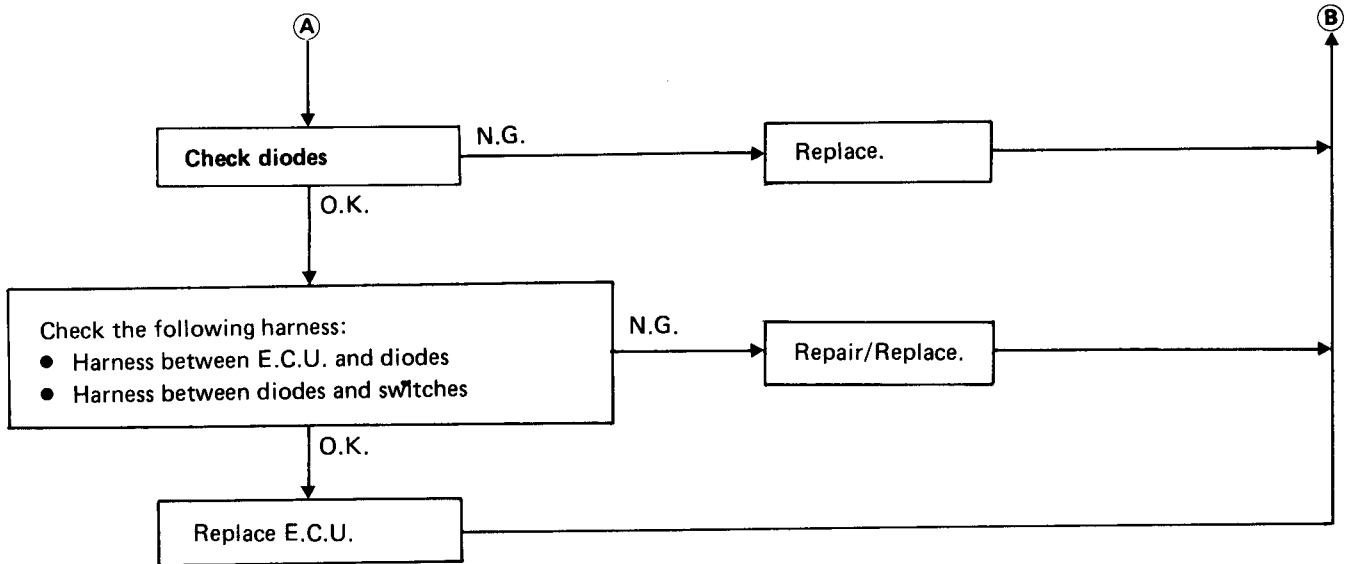 A
B
Check diodes
N.G.
Replace.
O.K.
Check the following harness:
● Harness between E.C.U. and diodes
● Harness between diodes and switches
N.G.
Repair/Replace.
O.K.
Replace E.C.U.